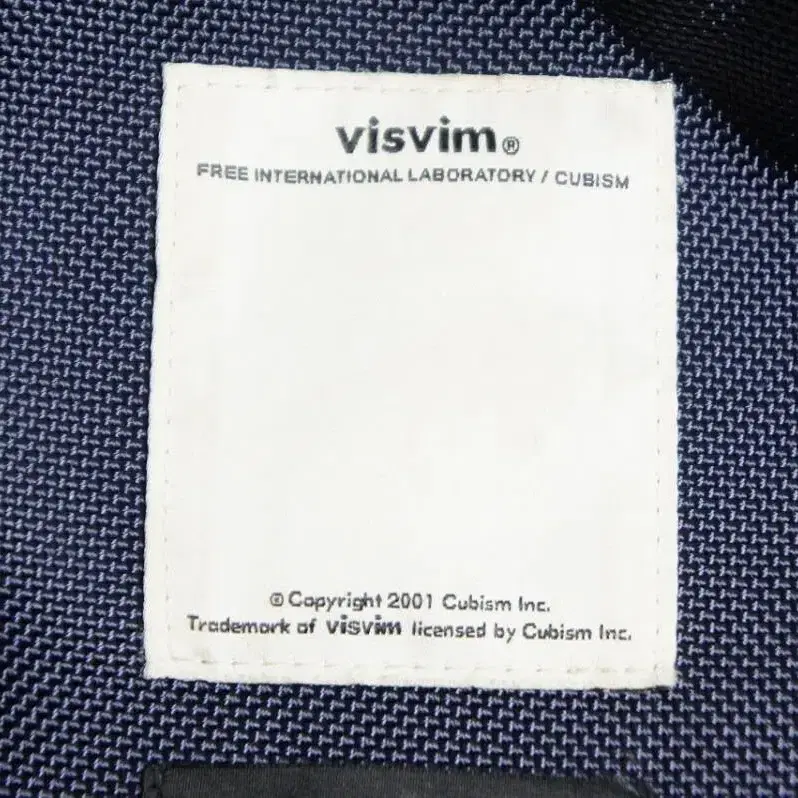 visvim®
FREE INTERNATIONAL LABORATORY / CUBISM
© Copyright 2001 Cubism Inc.
Trademark of visvim licensed by Cubism Inc.